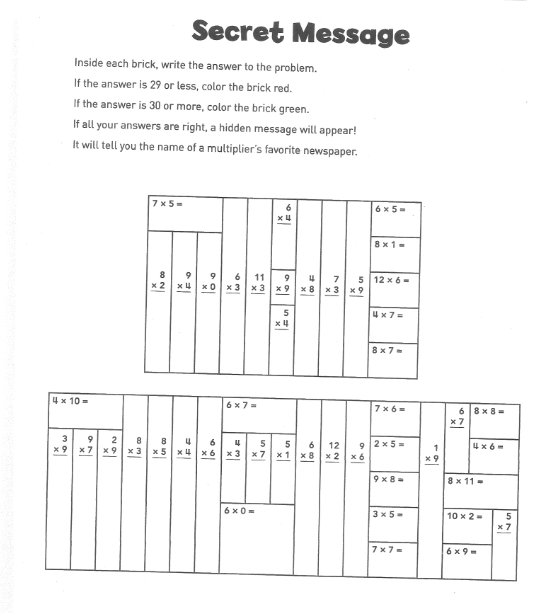 Secret Message
Inside each brick, write the answer to the problem.
If the answer is 29 or less, color the brick red.
If the answer is 30 or more, color the brick green.
If all your answers are right, a hidden message will appear!
It will tell you the name of a multiplier's favorite newspaper.
7 x 5 =
8
x 2
9
x 4
9
x 0
6
x 3
11
x 3
6
x 4
9
x 9
5
x 4
4
x 8
7
x 3
5
x 9
6 x 5 =
8 x 1 =
12 x 6 =
4 x 7 =
8 x 7 =
4 x 10 =
3
x 9
9
x 7
2
x 9
8
x 3
8
x 5
4
x 4
6
x 6
6 x 7 =
4
x 3
5
x 7
5
x 1
6 x 0 =
6
x 8
12
x 2
9
x 6
7 x 6 =
2 x 5 =
9 x 8 =
3 x 5 =
7 x 7 =
1
x 9
6
x 7
8 x 8 =
4 x 6 =
8 x 11 =
10 x 2 =
5
x 7
6 x 9 =